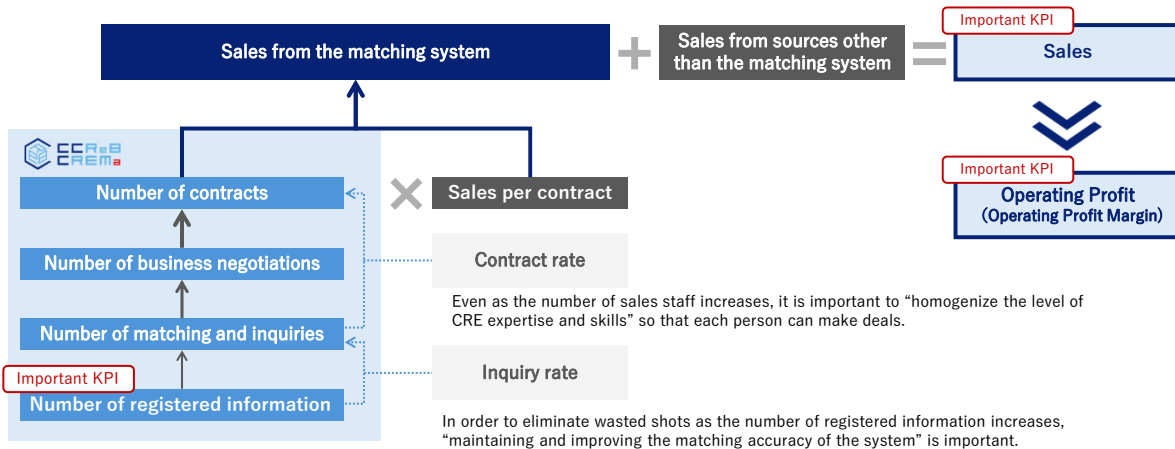 Important KPI
Sales from the matching system
+
Sales from sources other
than the matching system
=
Sales
CCReB
CREMa
Important KPI
Number of contracts
×
Sales per contract
Operating Profit
(Operating Profit Margin)
Number of business negotiations
Contract rate
Even as the number of sales staff increases, it is important to “homogenize the level of
CRE expertise and skills” so that each person can make deals.
Number of matching and inquiries
Inquiry rate
Important KPI
Number of registered information
In order to eliminate wasted shots as the number of registered information increases,
“maintaining and improving the matching accuracy of the system” is important.